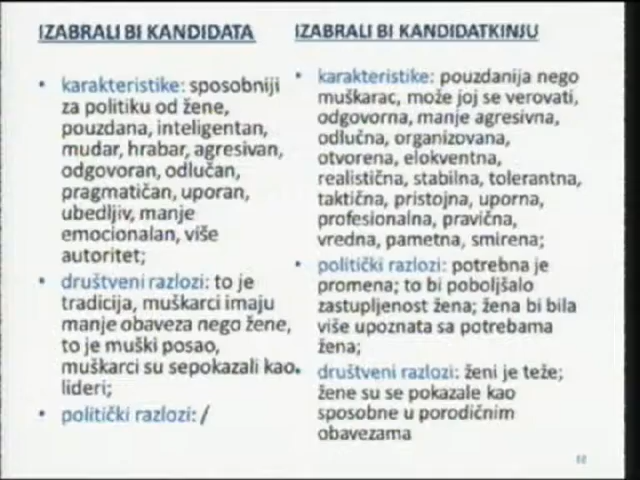 IZABRALI BI KANDIDATA
• karakteristike: sposobniji
za politiku od žene,
pouzdana, inteligentan,
mudar, hrabar, agresivan,
odgovoran, odlučan,
pragmatičan, uporan,
ubedljiv, manje
emocionalan, više
autoritet;
• društveni razlozi: to je
tradicija, muškarci imaju
manje obaveza nego žene,
to je muški posao,
muškarci su sepokazali kao
lideri;
• politički razlozi: /
IZABRALI BI KANDIDATKINJU
• karakteristike: pouzdanija nego
muškarac, može joj se verovati,
odgovorna, manje agresivna,
odlučna, organizovana,
otvorena, elokventna,
realistična, stabilna, tolerantna,
taktična, pristojna, uporna,
profesionalna, pravična,
vredna, pametna, smirena;
• politički razlozi: potrebna je
promena; to bi poboljšalo
zastupljenost žena; žena bi bila
više upoznata sa potrebama
žena;
• društveni razlozi: ženi je teže;
žene su se pokazale kao
sposobne u porodičnim
obavezama